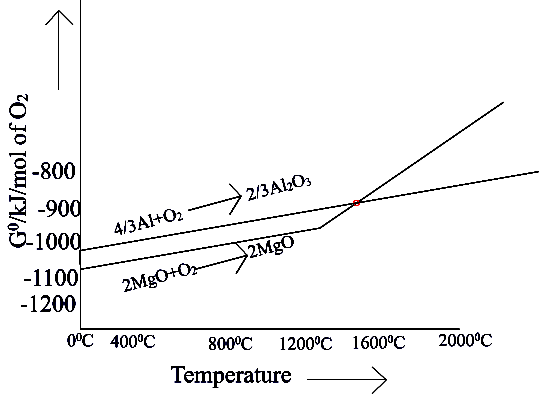 G⁰/kJ/mol of O₂
-800
-900
-1000
-1100
-1200
4/3Al+O₂
2/3Al₂O₃
2MgO+O₂
2MgO
0⁰C 400⁰C 800⁰C 1200⁰C 1600⁰C 2000⁰C
Temperature